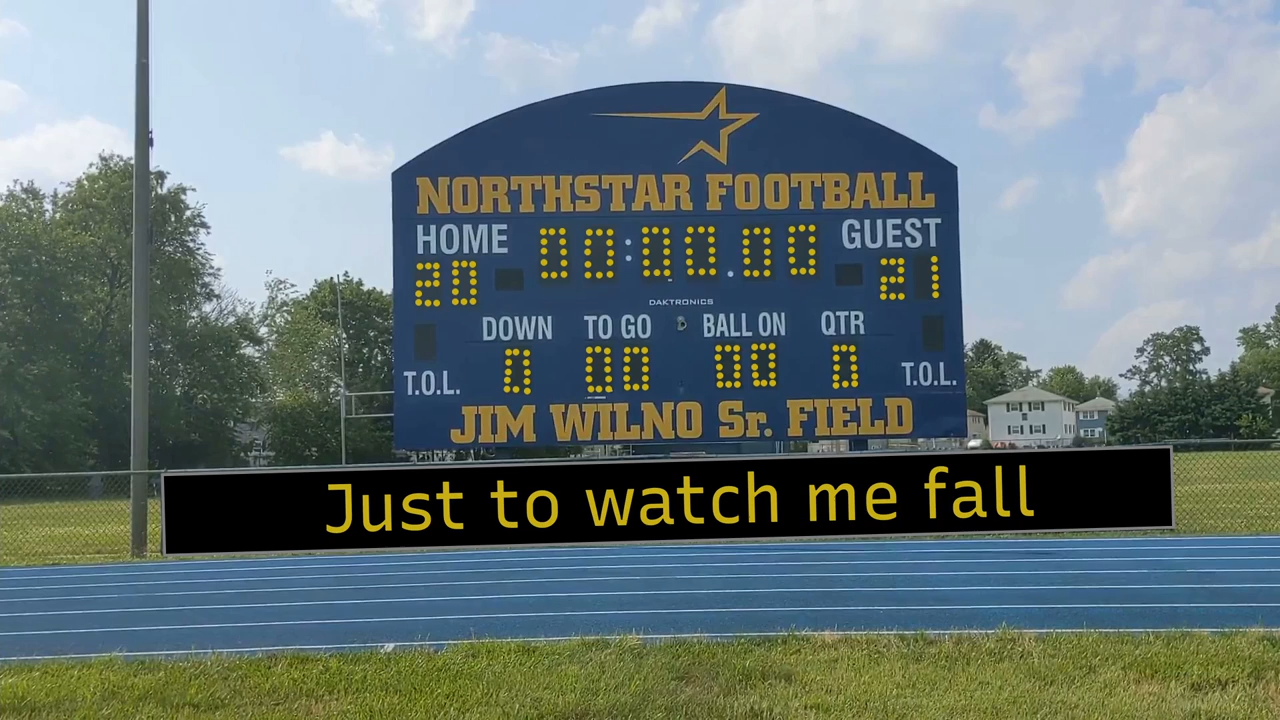 NORTHSTAR FOOTBALL
HOME 00:00.00 GUEST
20 21
DAKTRONICS
DOWN TO GO BALL ON QTR
T.O.L. 0 00 00 0 T.O.L.
JIM WILNO Sr. FIELD
Just to watch me fall